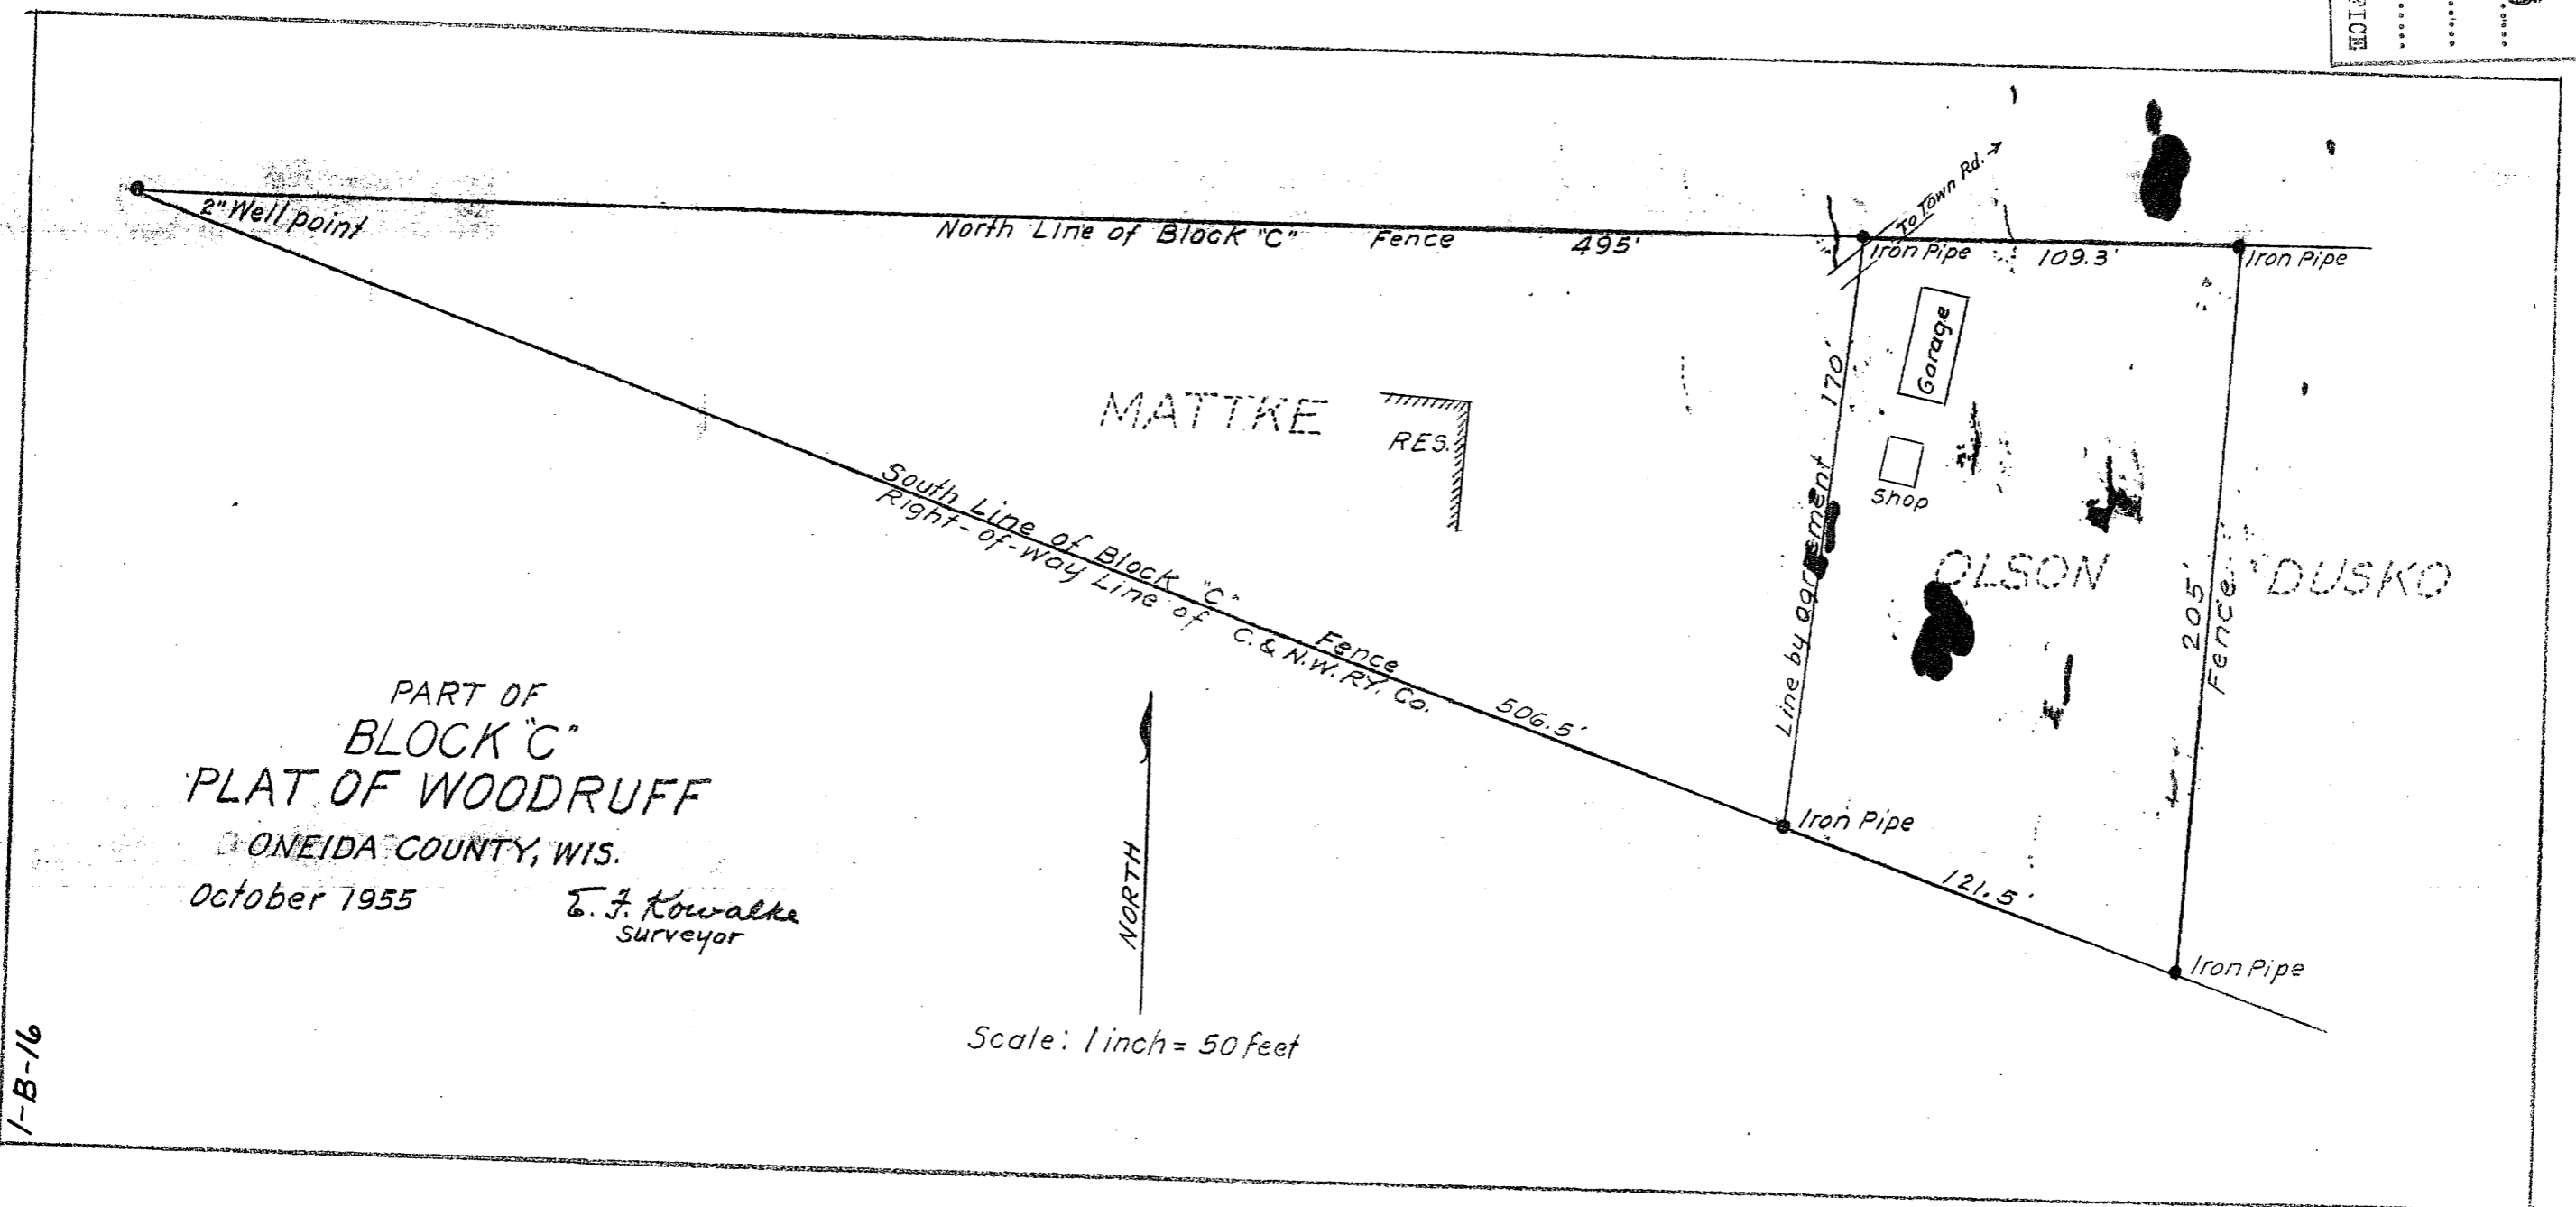 2" Well point
North Line of Block "C" Fence 495'
To Town Rd.
Iron Pipe
109.3'
Iron Pipe
Garage
Shop
MATTKE
RES.
Line by agreement 170'
OLSON
205'
Fence
DUSKO
South Line of Block "C" Fence 506.5'
Right-of-Way Line of C. & N.W. RY. Co.
Iron Pipe
121.5'
Iron Pipe
PART OF
BLOCK "C"
PLAT OF WOODRUFF
ONEIDA COUNTY, WIS.
October 1955
E. F. Kowalke
Surveyor
NORTH
Scale: 1 inch = 50 feet
1-B-16